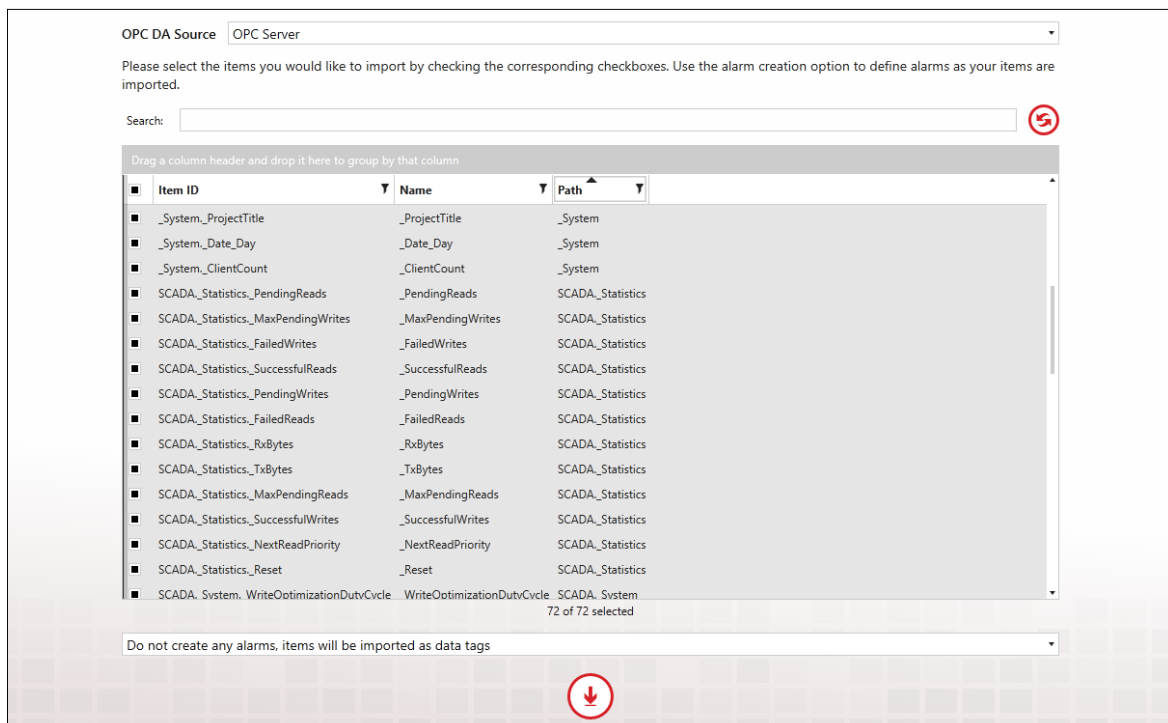 OPC DA Source OPC Server
Please select the items you would like to import by checking the corresponding checkboxes. Use the alarm creation option to define alarms as your items are
imported.
Search:
Drag a column header and drop it here to group by that column
Item ID Name Path
_System._ProjectTitle _ProjectTitle _System
_System._Date_Day _Date_Day _System
_System._ClientCount _ClientCount _System
SCADA._Statistics._PendingReads _PendingReads SCADA._Statistics
SCADA._Statistics._MaxPendingWrites _MaxPendingWrites SCADA._Statistics
SCADA._Statistics._FailedWrites _FailedWrites SCADA._Statistics
SCADA._Statistics._SuccessfulReads _SuccessfulReads SCADA._Statistics
SCADA._Statistics._PendingWrites _PendingWrites SCADA._Statistics
SCADA._Statistics._FailedReads _FailedReads SCADA._Statistics
SCADA._Statistics._RxBytes _RxBytes SCADA._Statistics
SCADA._Statistics._TxBytes _TxBytes SCADA._Statistics
SCADA._Statistics._MaxPendingReads _MaxPendingReads SCADA._Statistics
SCADA._Statistics._SuccessfulWrites _SuccessfulWrites SCADA._Statistics
SCADA._Statistics._NextReadPriority _NextReadPriority SCADA._Statistics
SCADA._Statistics._Reset _Reset SCADA._Statistics
SCADA._System._WriteOptimizationDutyCycle _WriteOptimizationDutyCycle SCADA._System
72 of 72 selected
Do not create any alarms, items will be imported as data tags